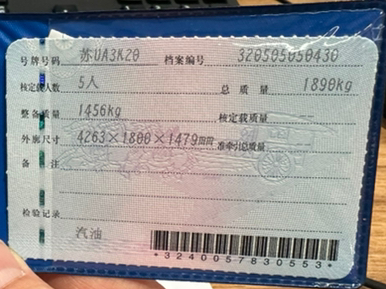 号牌号码 苏UA3K20 档案编号 320505050430
核定载人数 5人 总质量 1890kg
整备质量 1456kg 核定载质量 --
外廓尺寸 4263×1800×1479mm 准牵引总质量 --
备注
检验记录
汽油
*3240057830553*